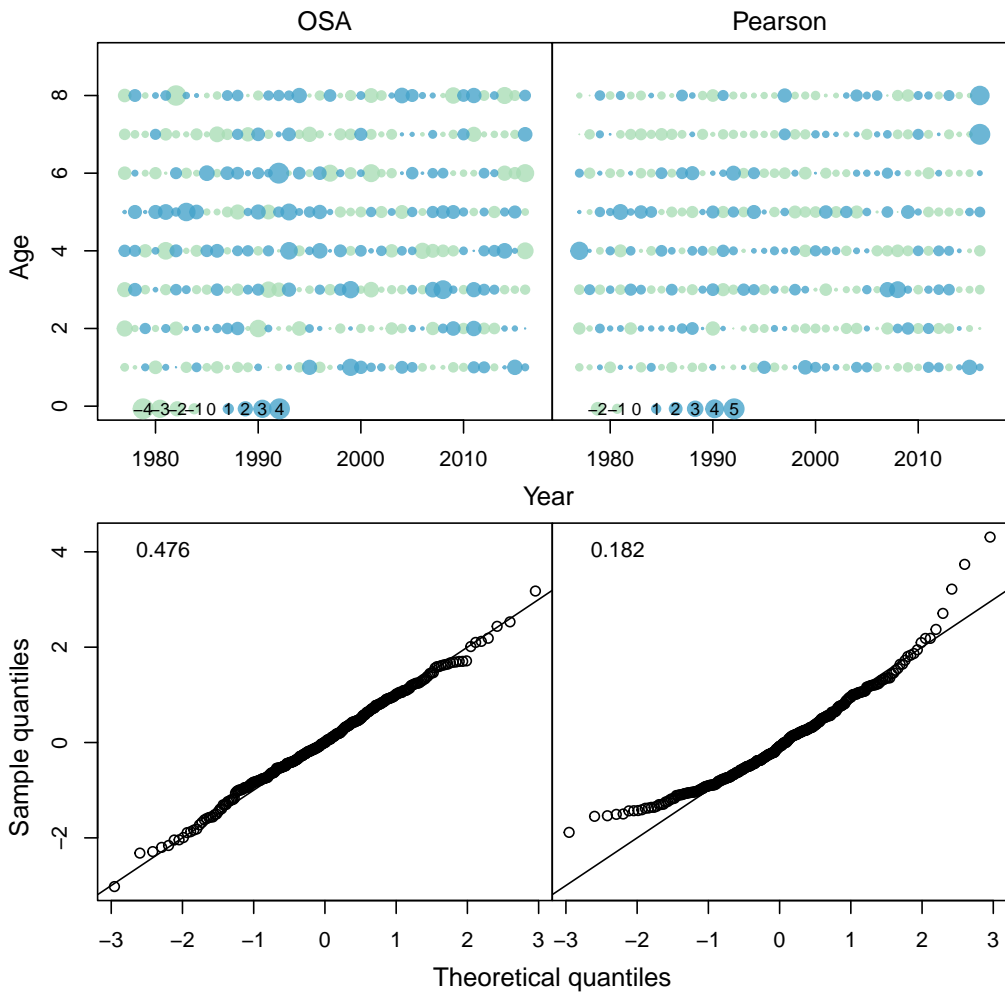 OSA Pearson
8
6
4
2
0
Age
−4 −3 −2 −1 0 1 2 3 4
−2 −1 0 1 2 3 4 5
1980 1990 2000 2010 1980 1990 2000 2010
Year
0.476 0.182
4
2
0
−2
Sample quantiles
−3 −2 −1 0 1 2 3 −3 −2 −1 0 1 2 3
Theoretical quantiles